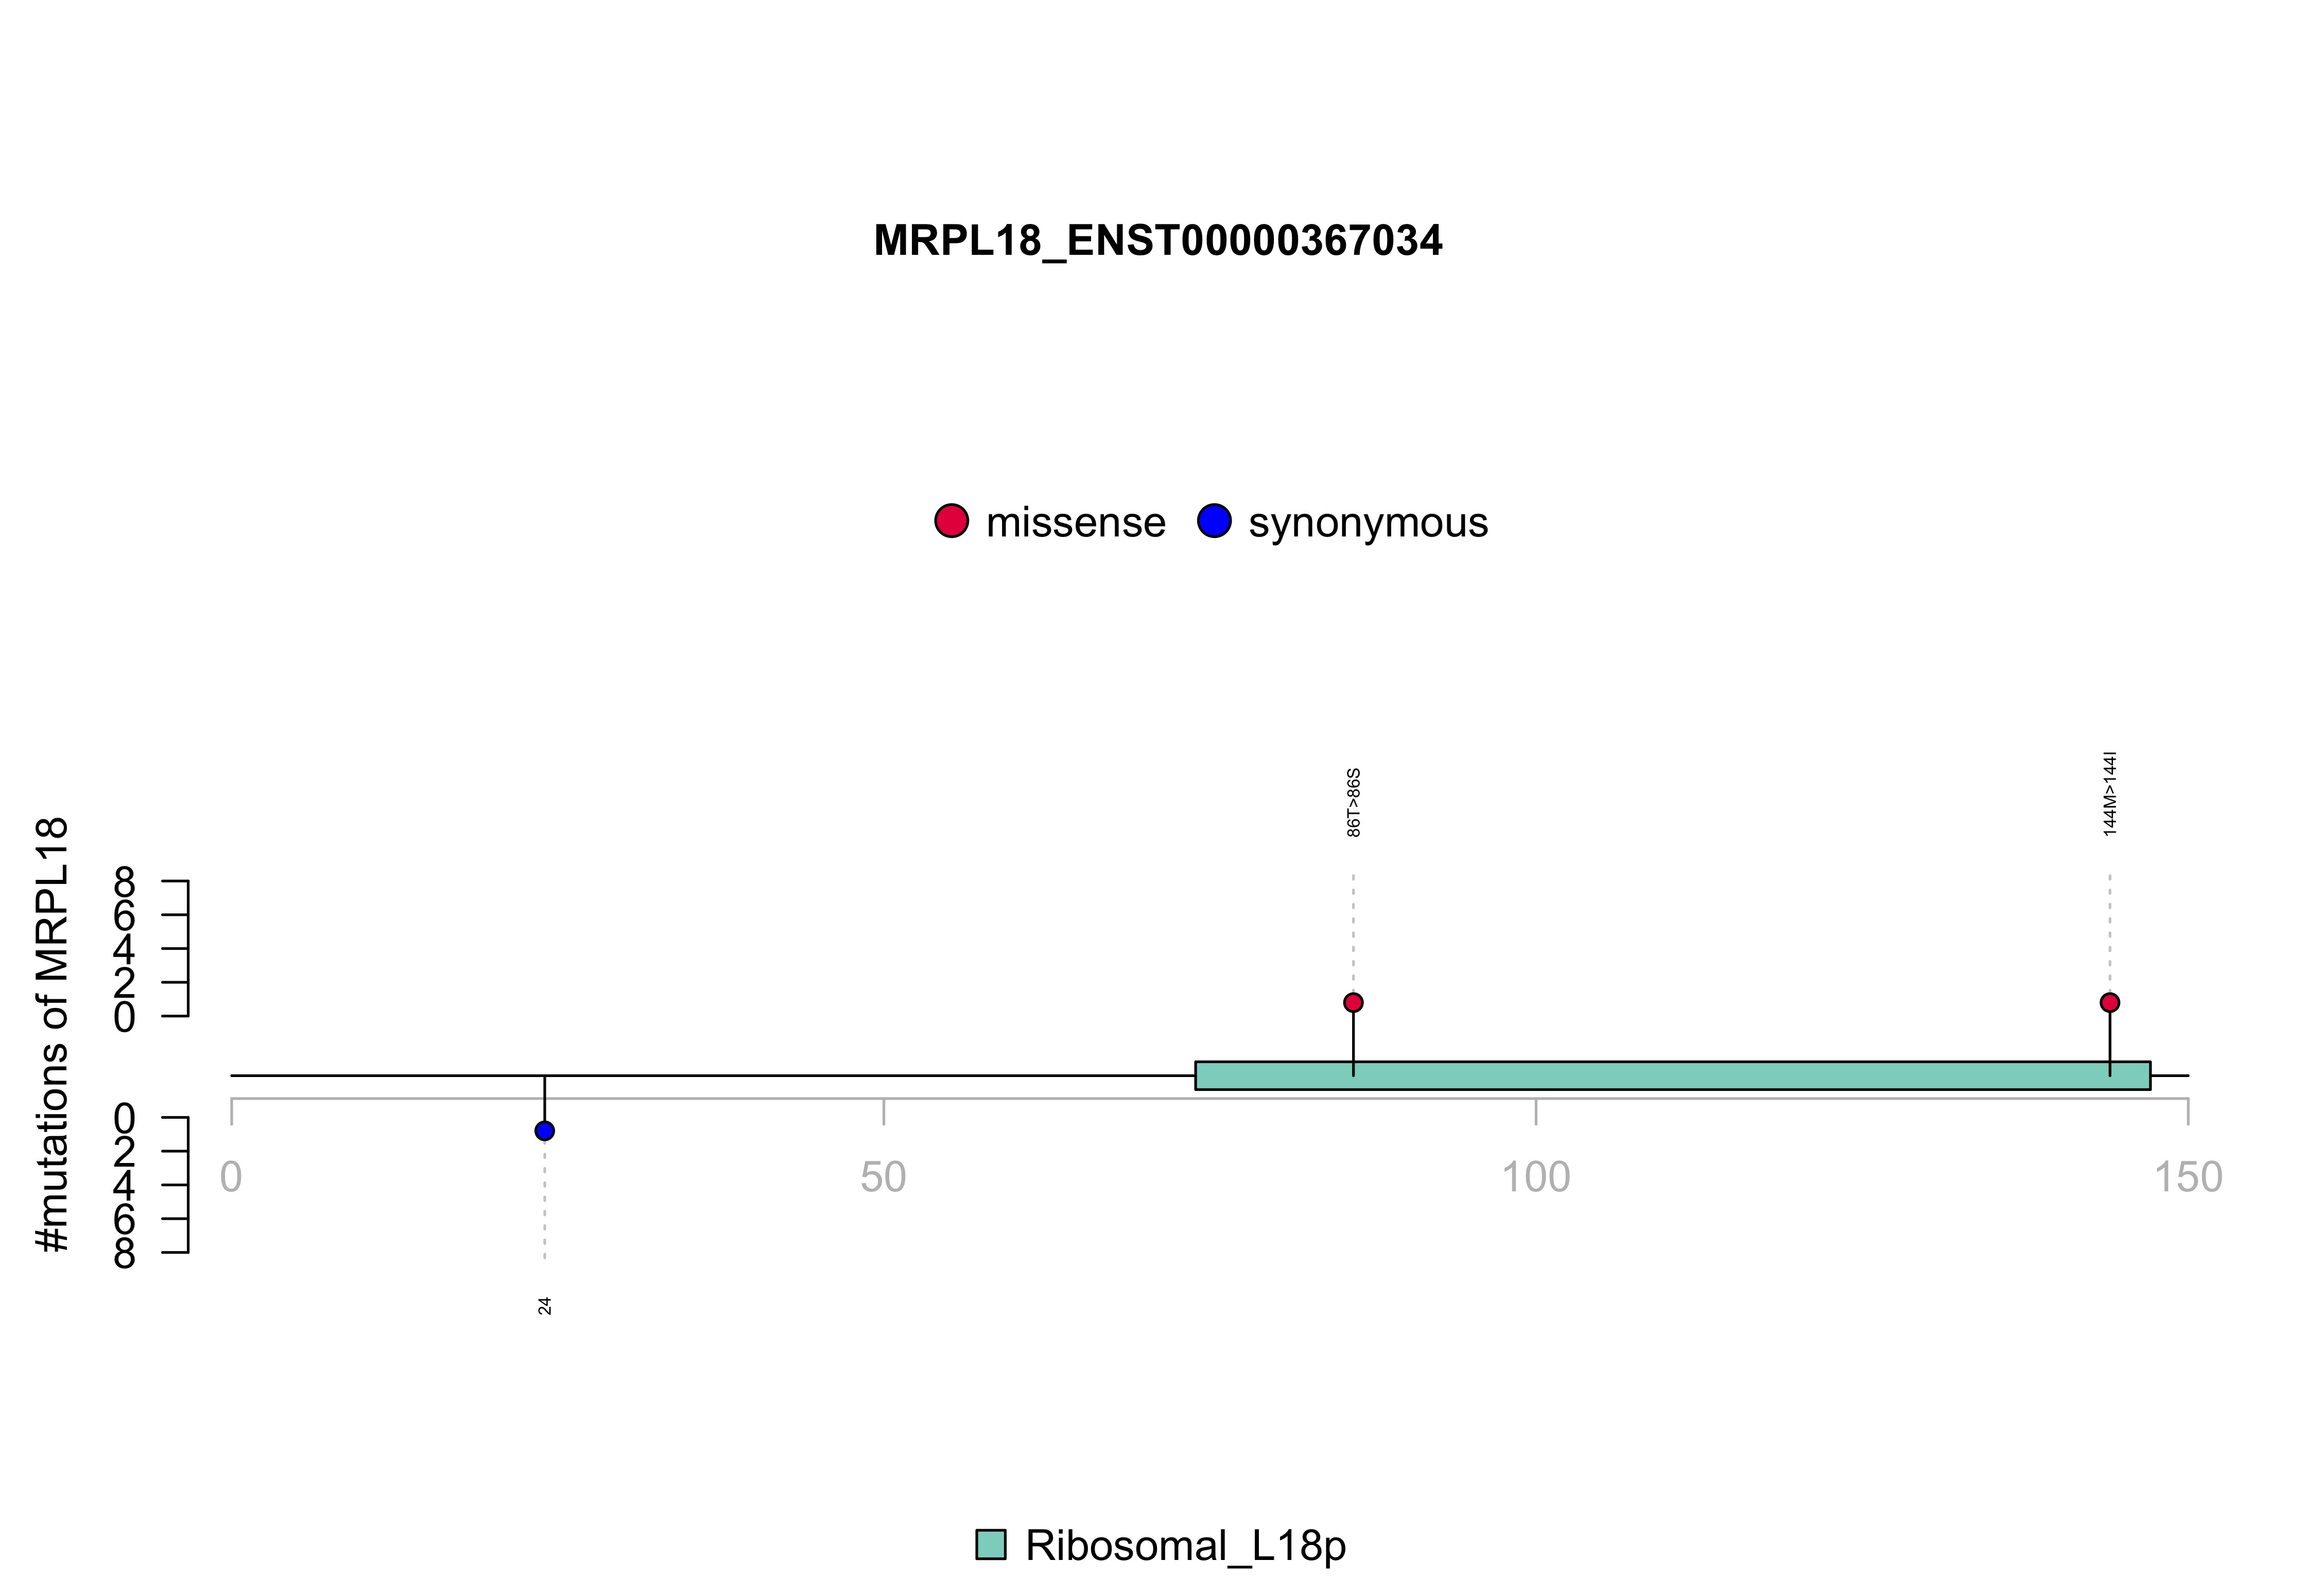 MRPL18_ENST00000367034
missense
synonymous
86T>86S
144M>144I
#mutations of MRPL18
8
6
4
2
0
0
2
4
6
8
0
50
100
150
24
Ribosomal_L18p